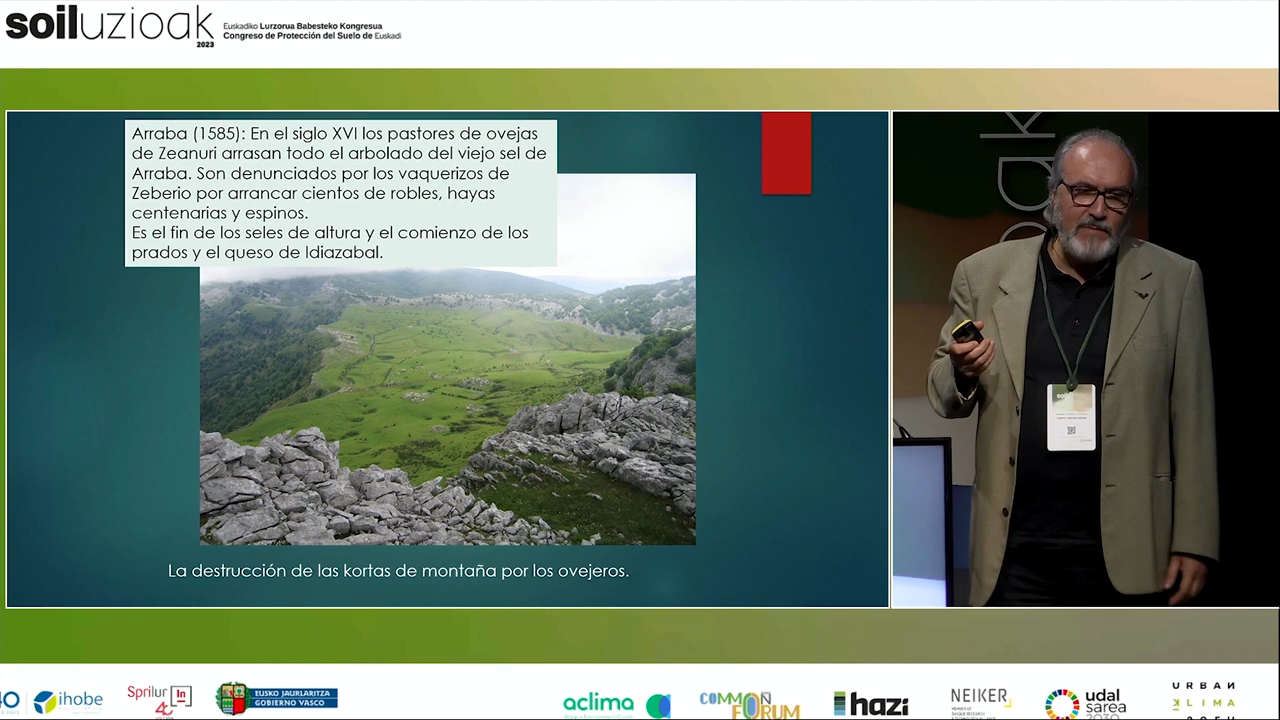 soiluzioak
2023
Euskadiko Lurzorua Babesteko Kongresua
Congreso de Protección del Suelo de Euskadi
Arraba (1585): En el siglo XVI los pastores de ovejas
de Zeanuri arrasan todo el arbolado del viejo sel de
Arraba. Son denunciados por los vaquerizos de
Zeberio por arrancar cientos de robles, hayas
centenarias y espinos.
Es el fin de los seles de altura y el comienzo de los
prados y el queso de Idiazabal.
La destrucción de las kortas de montaña por los ovejeros.
ihobe
Sprilur
EUSKO JAURLARITZA
GOBIERNO VASCO
aclima
COMMON
FORUM
hazi
NEIKER
udal
sarea
2030
URBAN
KLIMA